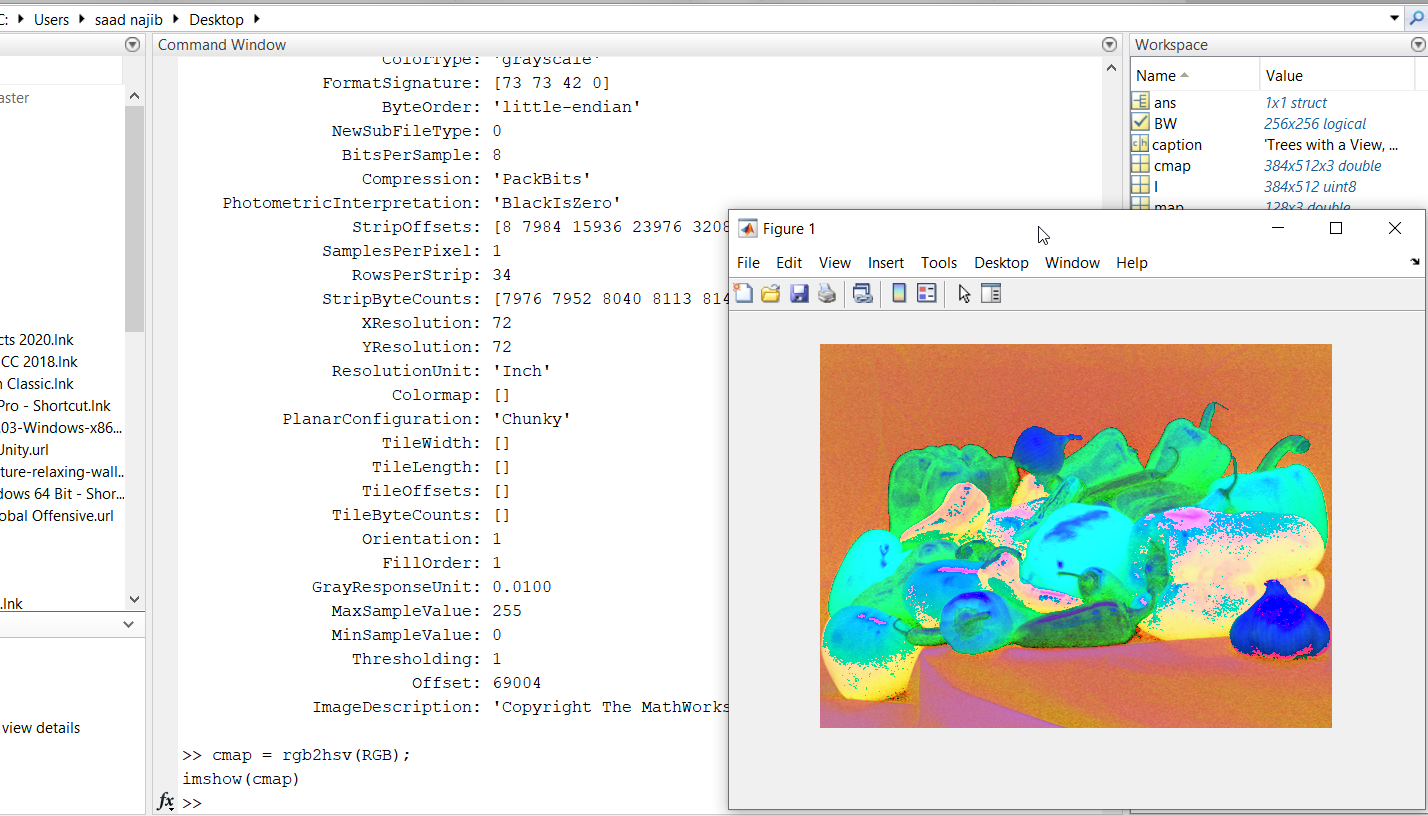 C: Users saad najib Desktop
Command Window
Workspace
aster
cts 2020.lnk
CC 2018.lnk
n Classic.lnk
Pro - Shortcut.lnk
03-Windows-x86...
Unity.url
ture-relaxing-wall...
dows 64 Bit - Shor...
obal Offensive.url
.lnk
view details
ColorType: 'grayscale'
FormatSignature: [73 73 42 0]
ByteOrder: 'little-endian'
NewSubFileType: 0
BitsPerSample: 8
Compression: 'PackBits'
PhotometricInterpretation: 'BlackIsZero'
StripOffsets: [8 7984 15936 23976 3208
SamplesPerPixel: 1
RowsPerStrip: 34
StripByteCounts: [7976 7952 8040 8113 814
XResolution: 72
YResolution: 72
ResolutionUnit: 'Inch'
Colormap: []
PlanarConfiguration: 'Chunky'
TileWidth: []
TileLength: []
TileOffsets: []
TileByteCounts: []
Orientation: 1
FillOrder: 1
GrayResponseUnit: 0.0100
MaxSampleValue: 255
MinSampleValue: 0
Thresholding: 1
Offset: 69004
ImageDescription: 'Copyright The MathWorks
>> cmap = rgb2hsv(RGB);
imshow(cmap)
fx >>
Name Value
ans 1x1 struct
BW 256x256 logical
caption 'Trees with a View, ...
cmap 384x512x3 double
I 384x512 uint8
map 128x3 double
Figure 1
File Edit View Insert Tools Desktop Window Help